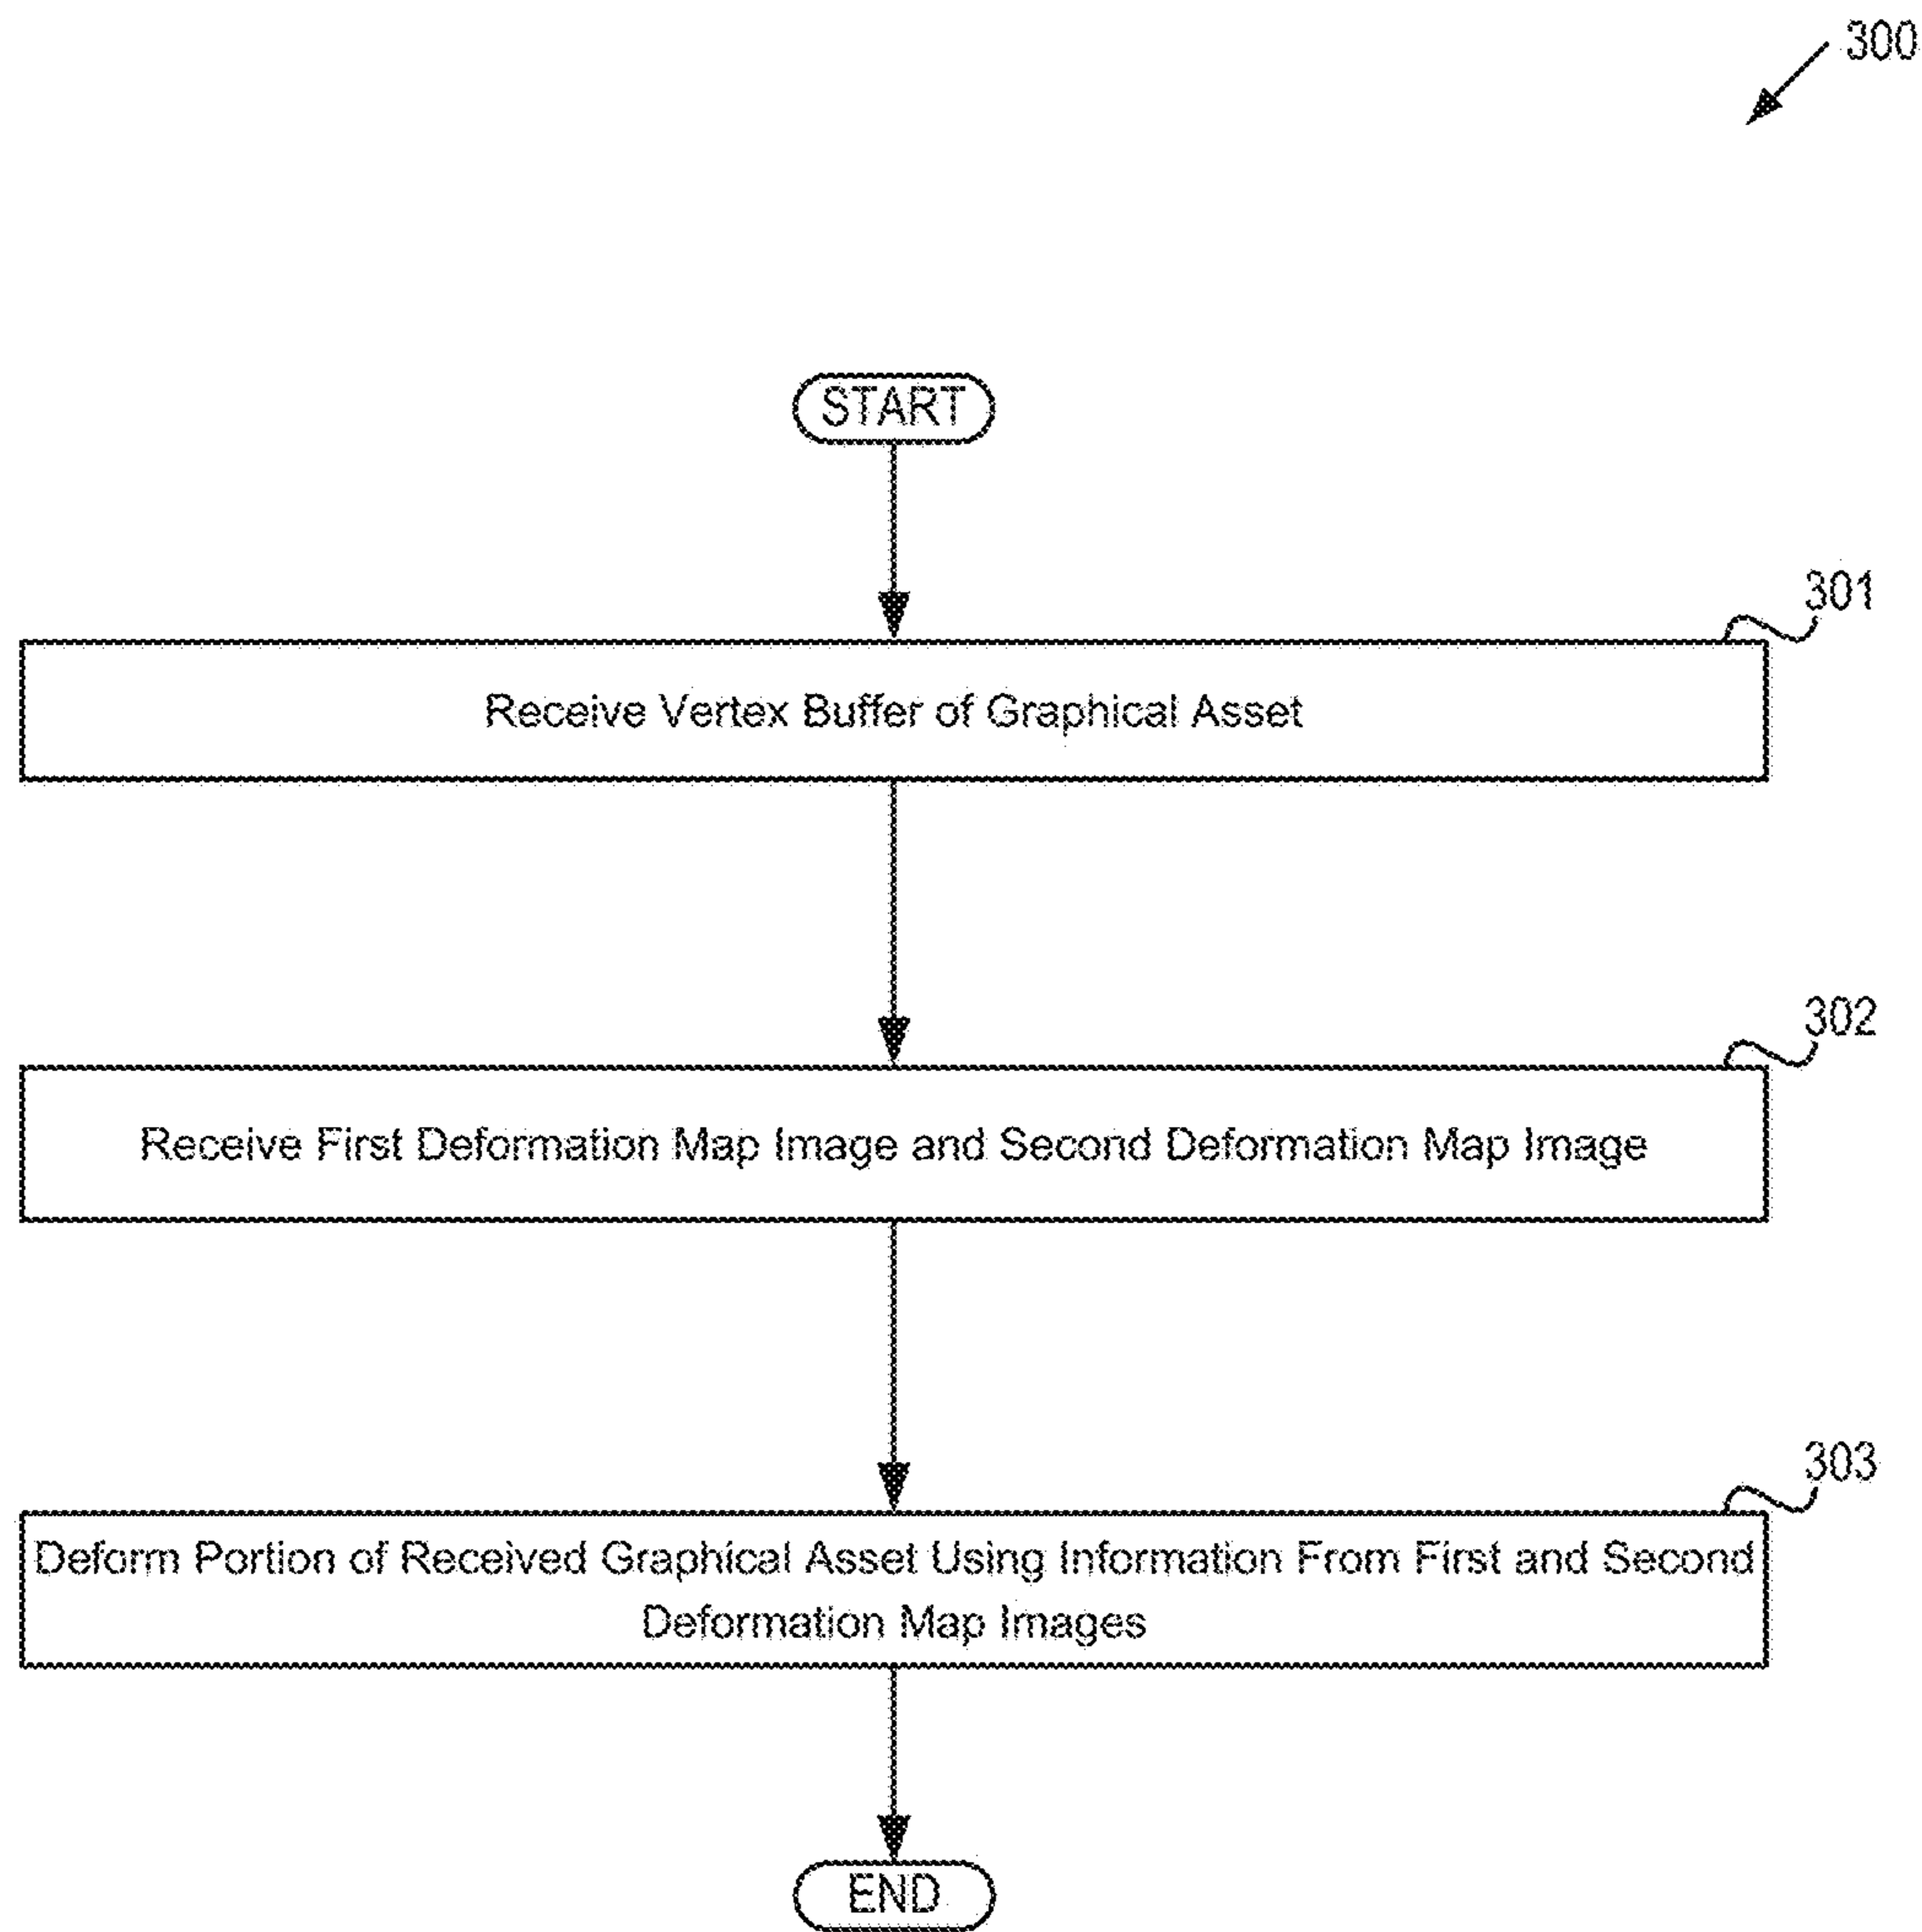 300
START
301
Receive Vertex Buffer of Graphical Asset
302
Receive First Deformation Map Image and Second Deformation Map Image
303
Deform Portion of Received Graphical Asset Using Information From First and Second
Deformation Map Images
END